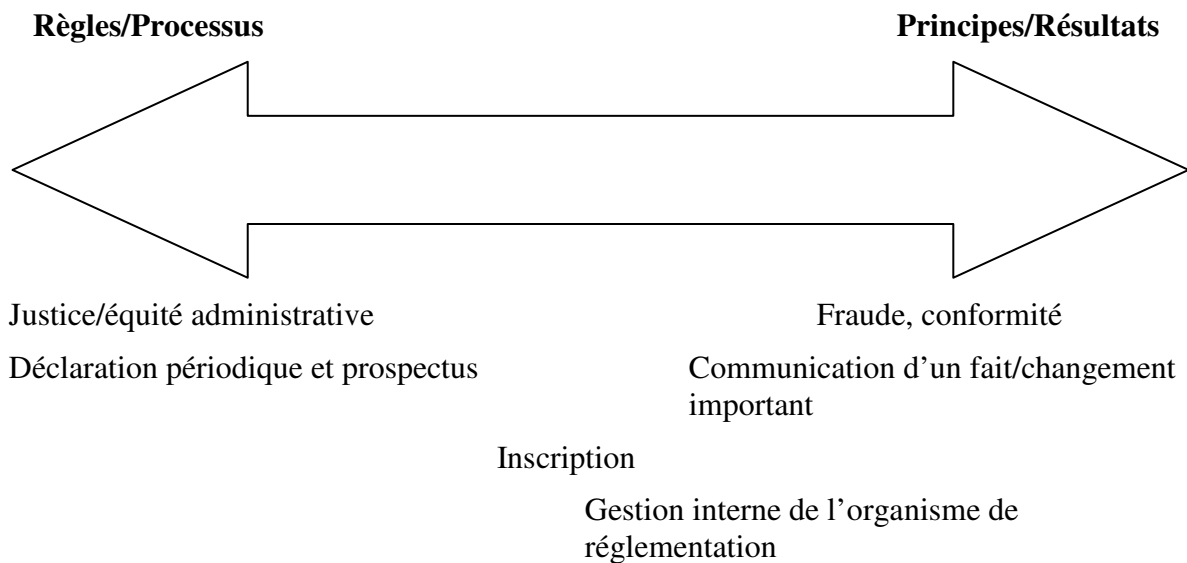 Règles/Processus
Principes/Résultats
Justice/équité administrative
Fraude, conformité
Déclaration périodique et prospectus
Communication d’un fait/changement
important
Inscription
Gestion interne de l’organisme de
réglementation